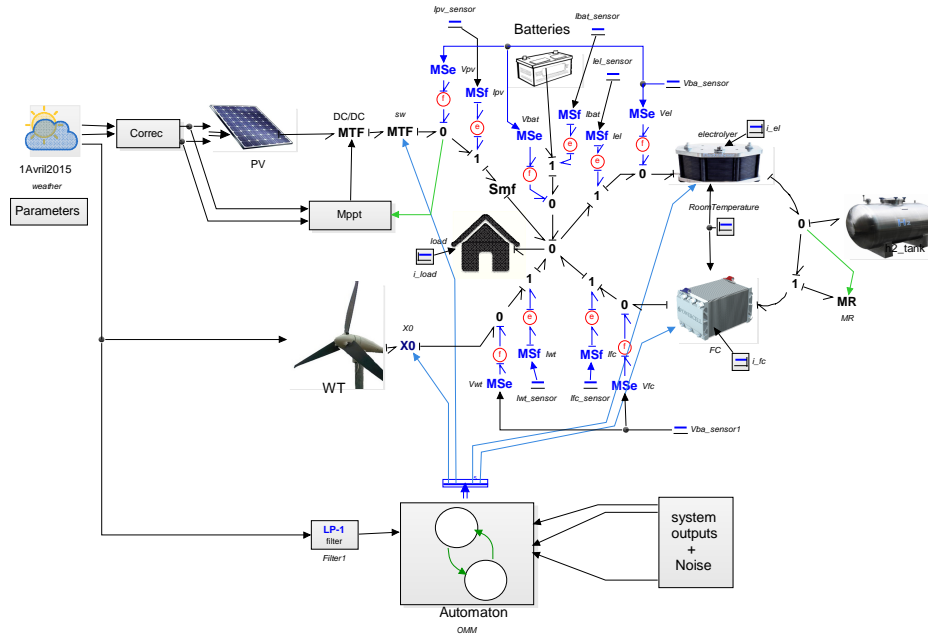 Ipv_sensor
Ibat_sensor
Batteries
Iel_sensor
MSe
Vpv
MSf
Ipv
f
e
0
1
Vba_sensor
MSf
Ibat
MSf
Iel
MSe
Vel
Vbat
MSe
e
e
f
f
1
0
1
0
Smf
0
1Avril2015
weather
Parameters
Correc
PV
DC/DC
MTF
sw
MTF
Mppt
load
i_load
electrolyer
i_el
RoomTemperature
0
2_tank
1
MR
MR
FC
i_fc
WT
X0
X0
0
1
1
0
f
e
e
f
MSf
Iwt
MSf
Ifc
Vwt
MSe
MSe
Vfc
Iwt_sensor
Ifc_sensor
Vba_sensor1
LP-1
filter
Filter1
Automaton
OMM
system
outputs
+
Noise